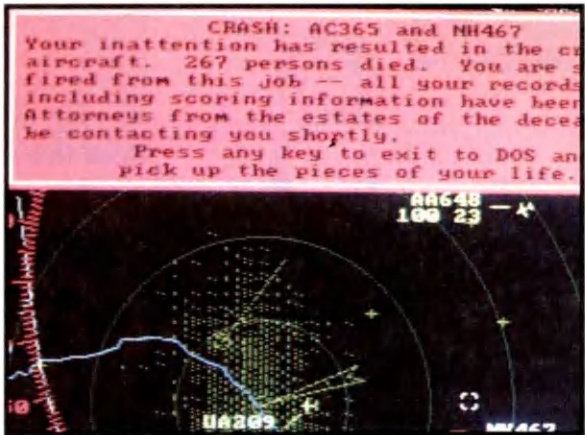 CRASH: AC365 and NH467
Your inattention has resulted in the
aircraft. 267 persons died. You are
fired from this job -- all your records
including scoring information have
Attorneys from the estates of the
be contacting you shortly.
Press any key to exit to DOS
pick up the pieces of your life.
AA648
100 23
UA209
NH467